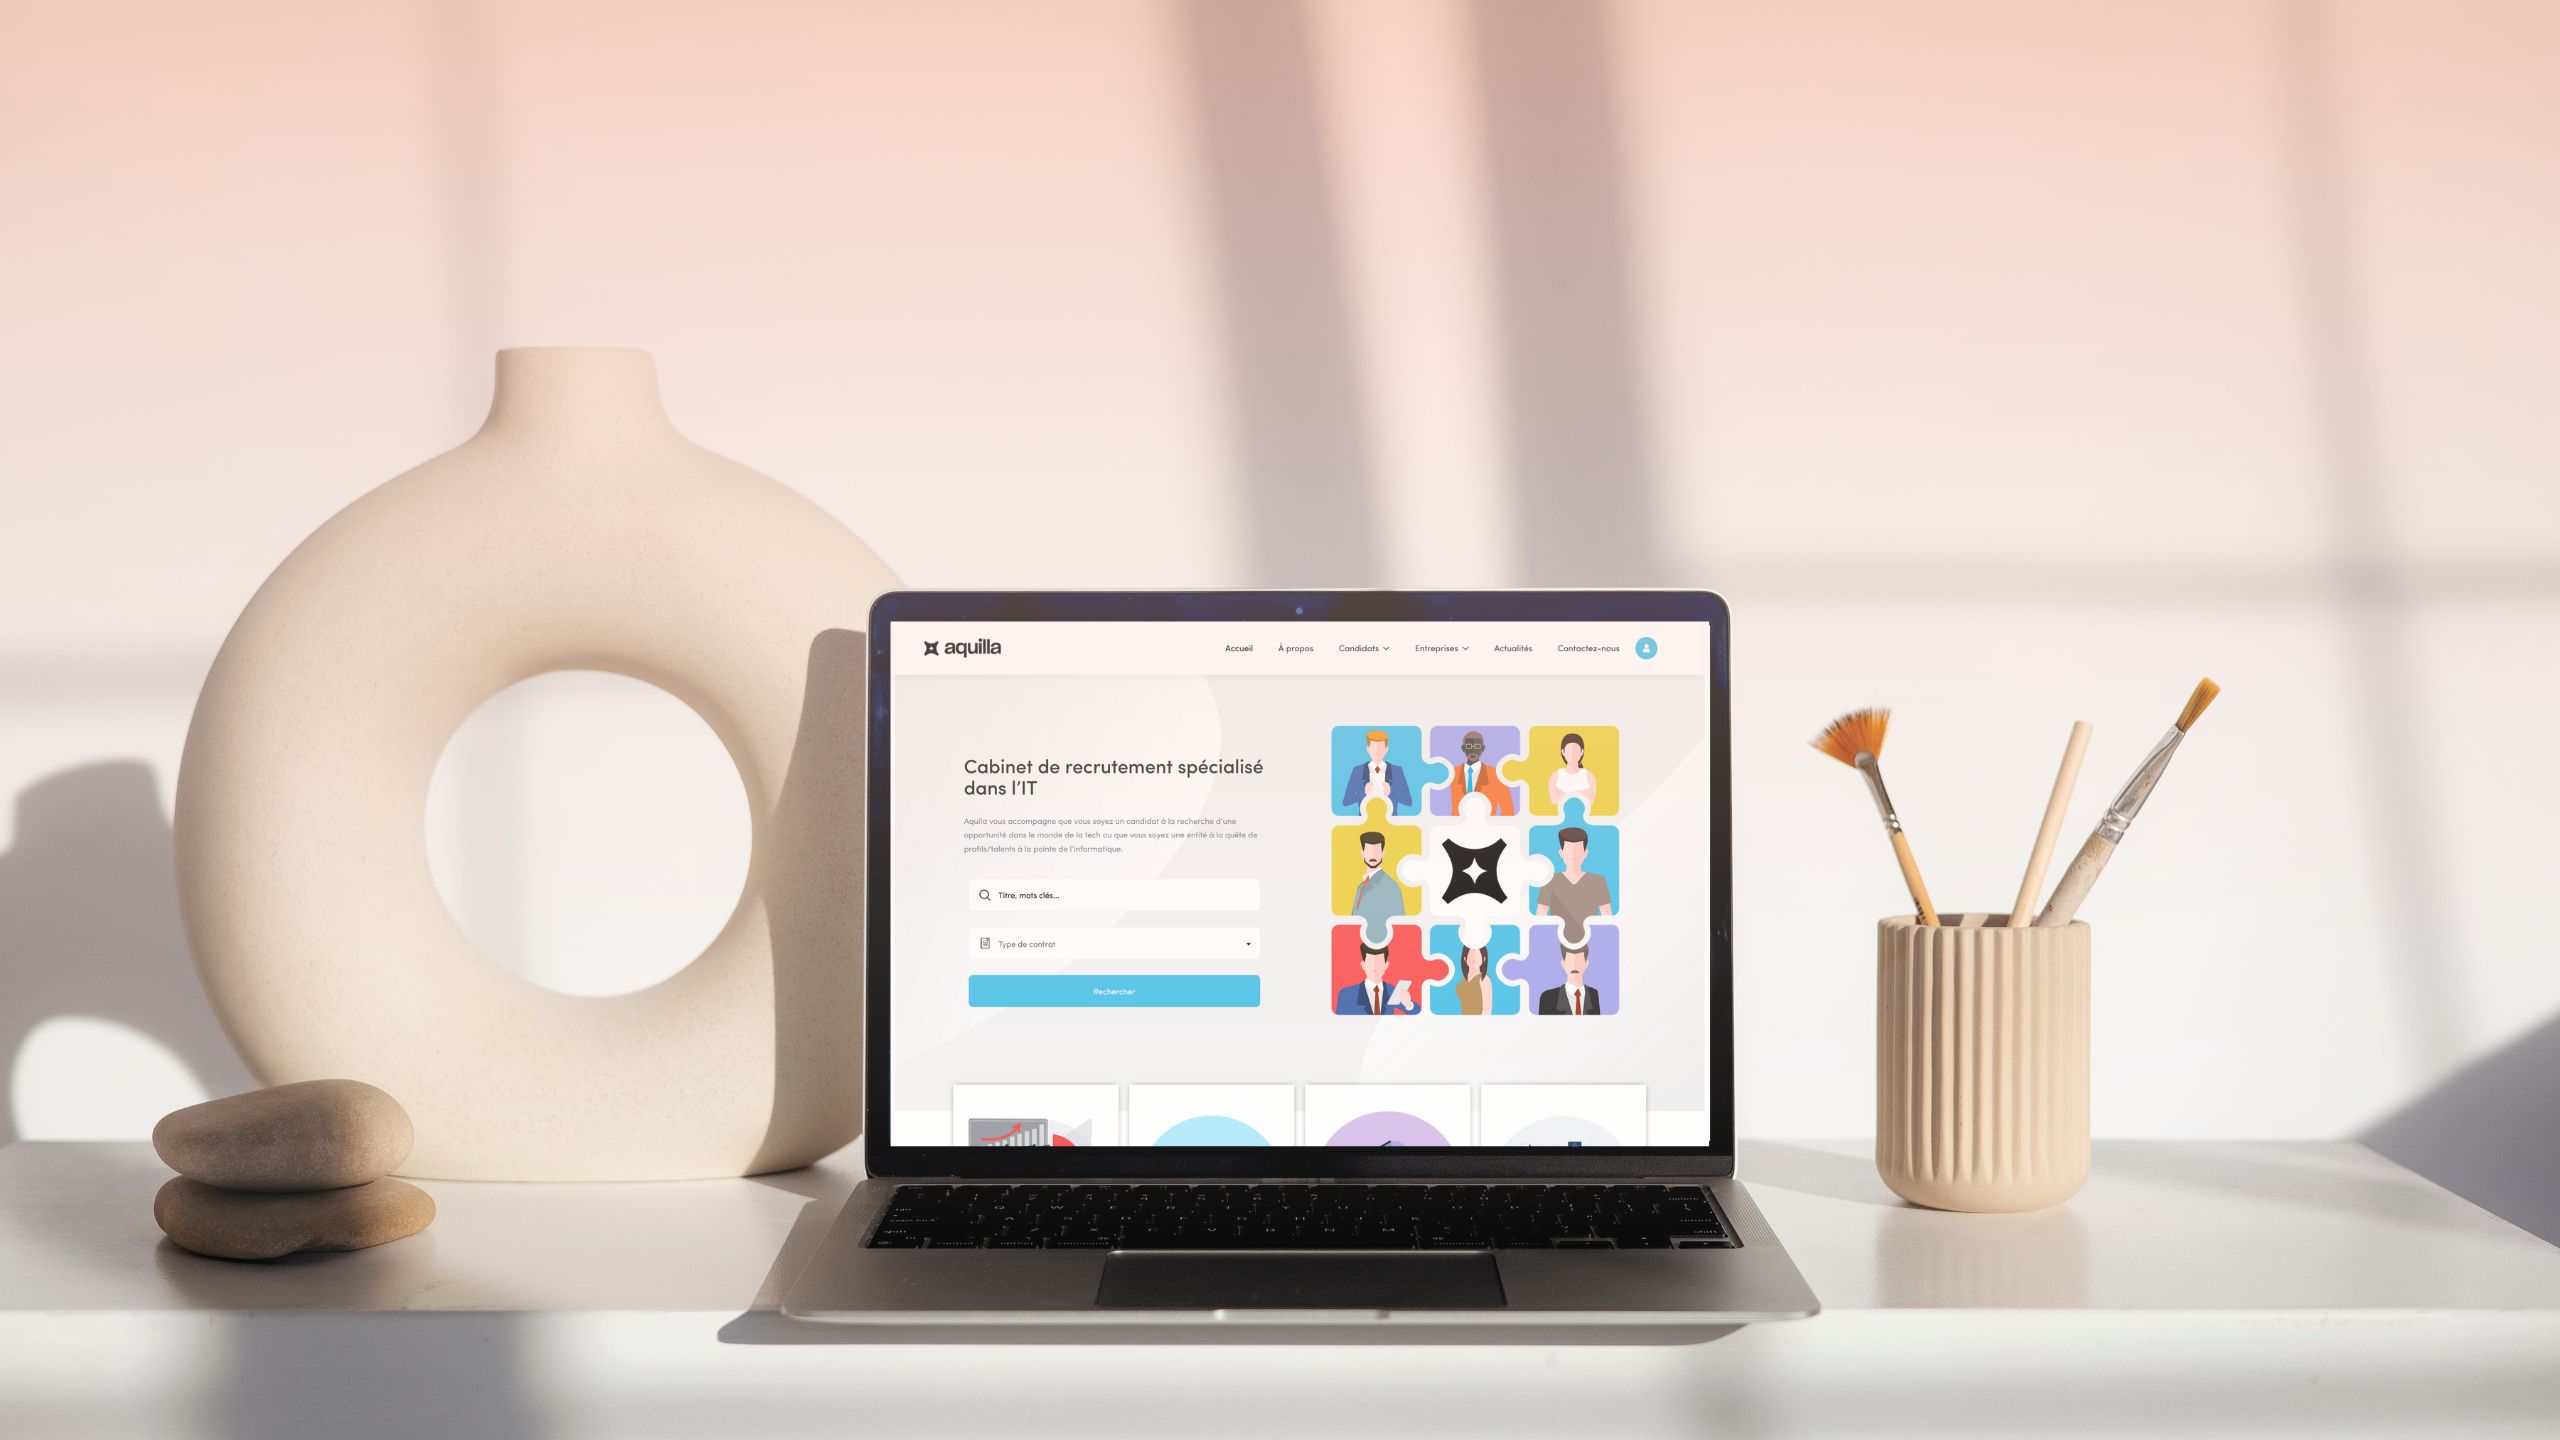 aquilla
Accueil
À propos
Candidats
Entreprises
Actualités
Contactez-nous
Cabinet de recrutement spécialisé
dans l'IT
Aquila vous accompagne que vous soyez un candidat à la recherche d'une
opportunité dans le monde de la tech ou que vous soyez une entité à la quête de
profils/talents à la pointe de l'informatique.
Titre, mots clés...
Type de contrat
Rechercher